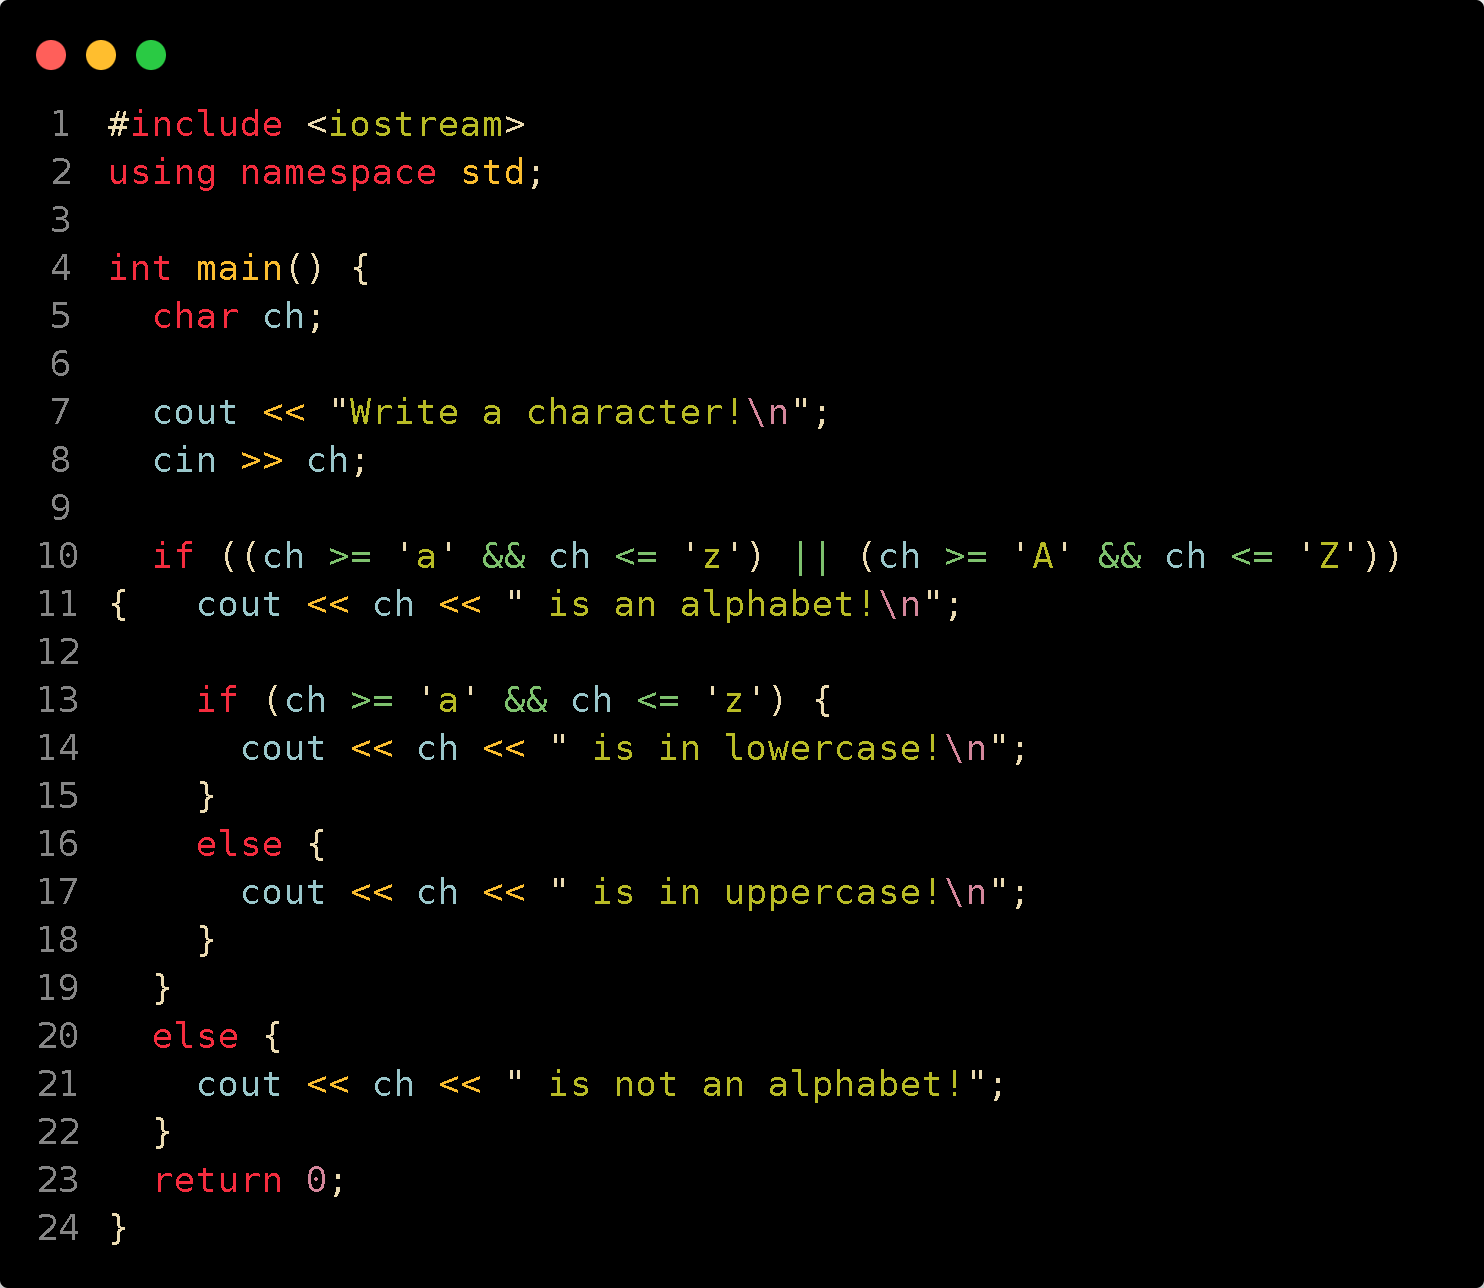 1 #include <iostream>
2 using namespace std;
3
4 int main() {
5   char ch;
6
7   cout << "Write a character!\n";
8   cin >> ch;
9
10   if ((ch >= 'a' && ch <= 'z') || (ch >= 'A' && ch <= 'Z'))
11 {   cout << ch << " is an alphabet!\n";
12
13     if (ch >= 'a' && ch <= 'z') {
14       cout << ch << " is in lowercase!\n";
15     }
16     else {
17       cout << ch << " is in uppercase!\n";
18     }
19   }
20   else {
21     cout << ch << " is not an alphabet!";
22   }
23   return 0;
24 }